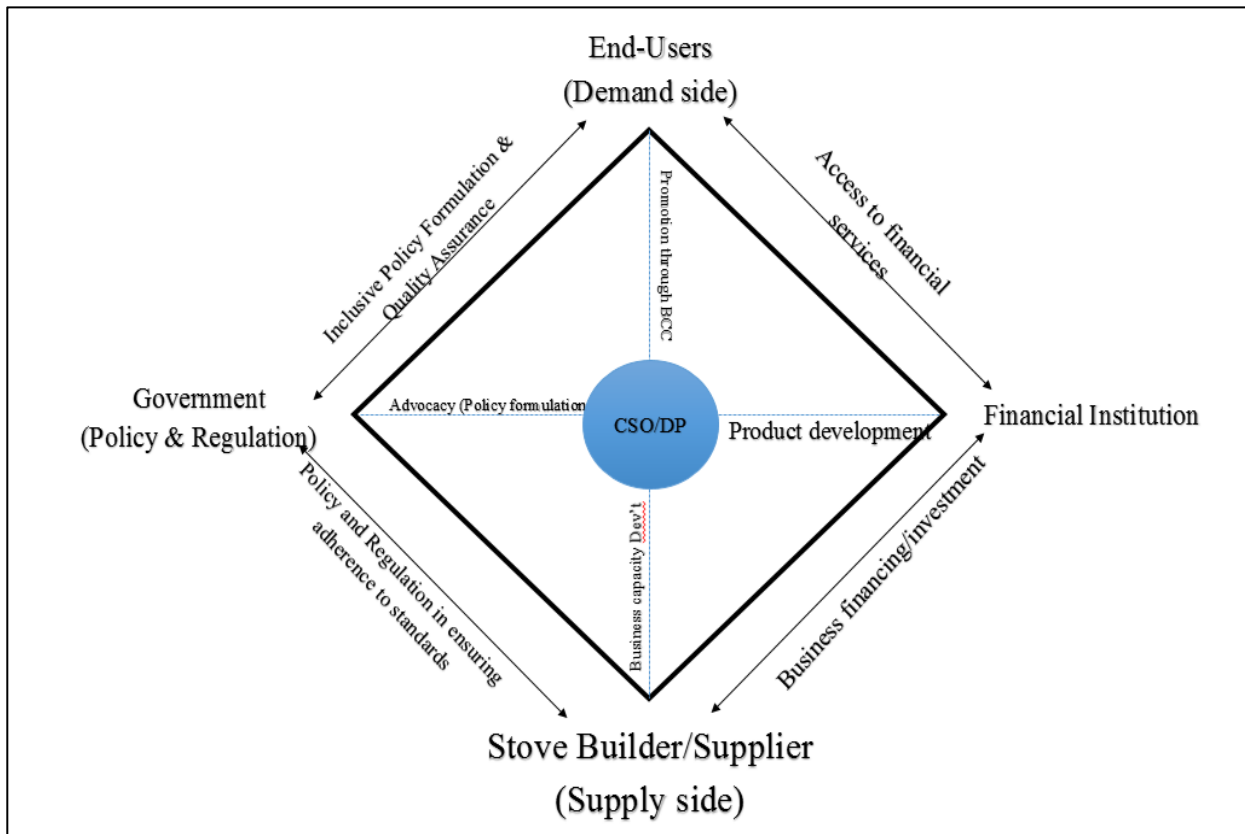 End-Users
(Demand side)
Inclusive Policy Formulation &
Quality Assurance
Access to financial
services
Promotion through BCC
Government
(Policy & Regulation)
Advocacy (Policy formulation
CSO/DP
Product development
Financial Institution
Policy and Regulation in ensuring
adherence to standards
Business capacity Dev't
Business financing/investment
Stove Builder/Supplier
(Supply side)